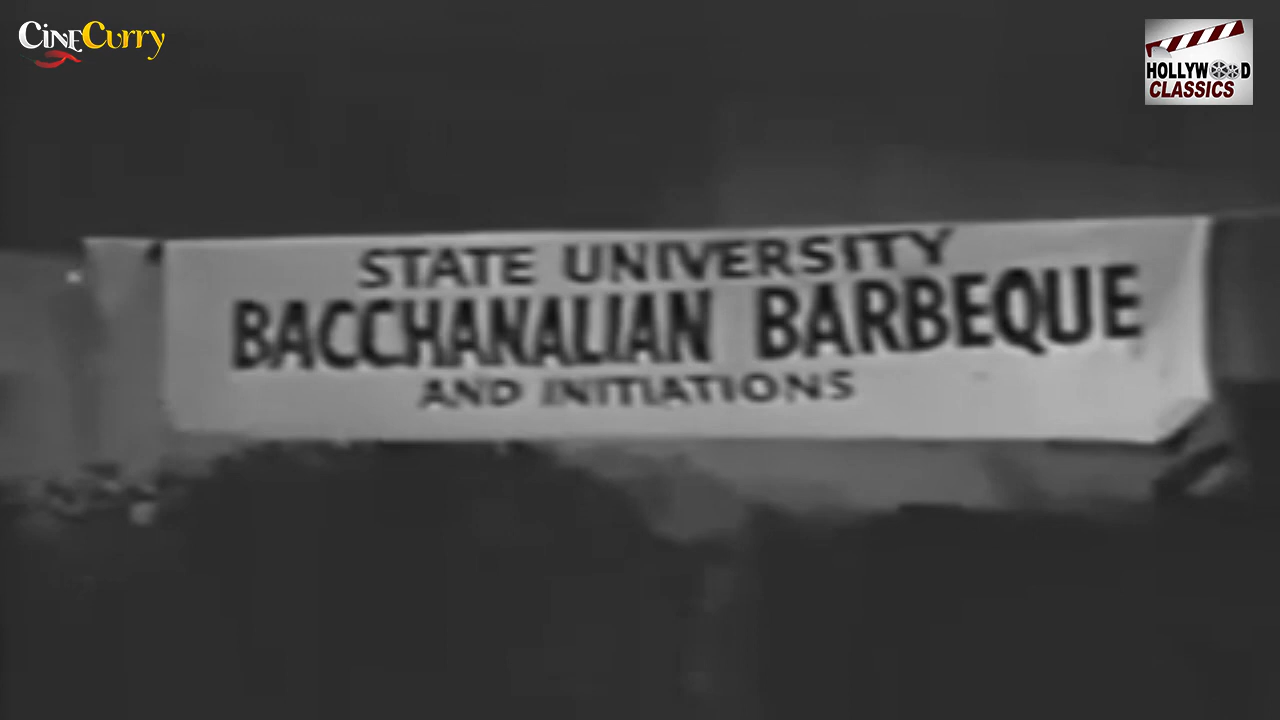 CineCurry
HOLLYWOOD
CLASSICS
STATE UNIVERSITY
BACCHANALIAN BARBEQUE
AND INITIATIONS